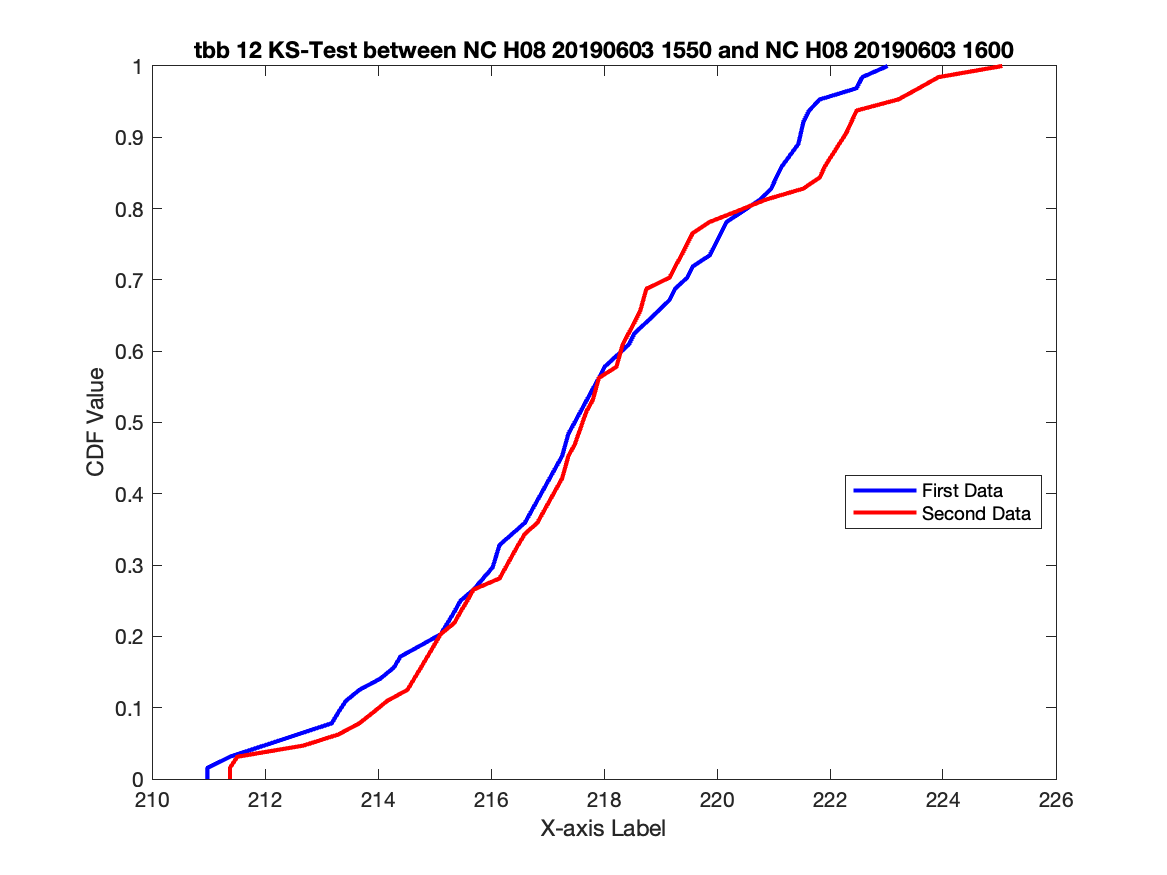 tbb 12 KS-Test between NC H08 20190603 1550 and NC H08 20190603 1600
1
0.9
0.8
0.7
0.6
0.5
0.4
0.3
0.2
0.1
0
CDF Value
First Data
Second Data
210 212 214 216 218 220 222 224 226
X-axis Label